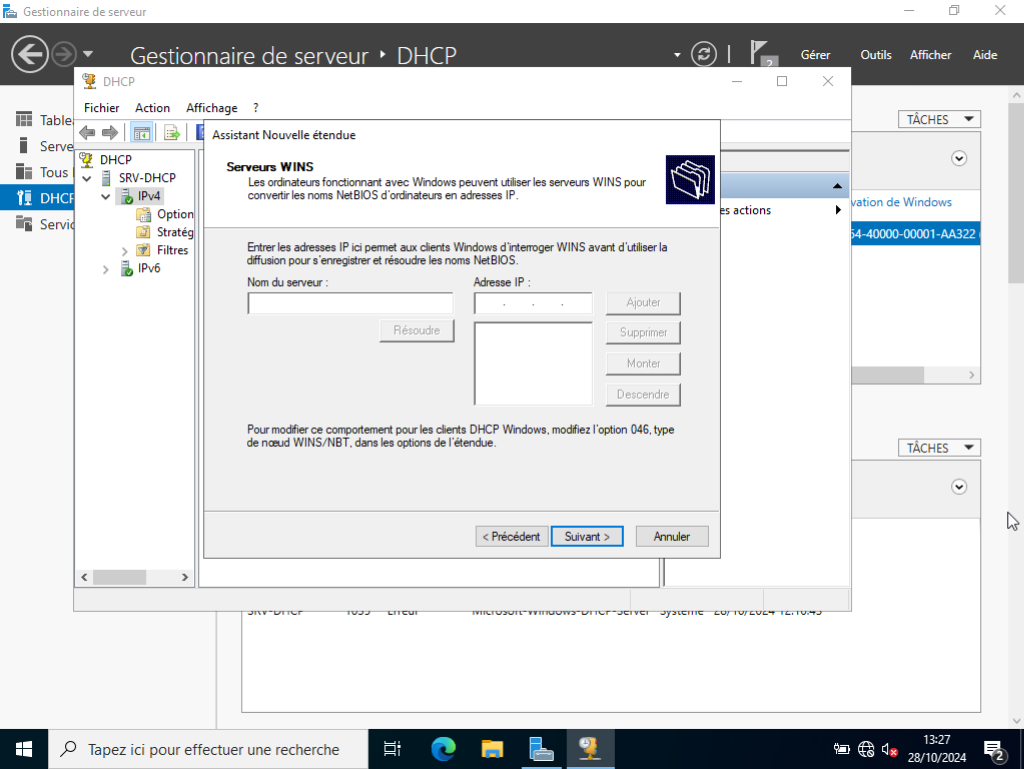 Gestionnaire de serveur
Gestionnaire de serveur ‣ DHCP
2
Gérer
Outils
Afficher
Aide
DHCP
Fichier
Action
Affichage
?
TÂCHES
Assistant Nouvelle étendue
DHCP
SRV-DHCP
IPv4
Option
Stratég
Filtres
IPv6
Serveurs WINS
Les ordinateurs fonctionnant avec Windows peuvent utiliser les serveurs WINS pour
convertir les noms NetBIOS d'ordinateurs en adresses IP.
Entrer les adresses IP ici permet aux clients Windows d'interroger WINS avant d'utiliser la
diffusion pour s'enregistrer et résoudre les noms NetBIOS.
Nom du serveur :
Adresse IP :
. . .
Ajouter
Résoudre
Supprimer
Monter
Descendre
Pour modifier ce comportement pour les clients DHCP Windows, modifiez l'option 046, type
de nœud WINS/NBT, dans les options de l'étendue.
< Précédent
Suivant >
Annuler
es actions
vation de Windows
54-40000-00001-AA322
Table
Serve
Tous
DHCP
Servic
TÂCHES
SRV-DHCP
Erreur
Microsoft-Windows-DHCP-Server
Système
28/10/2024 12:16:45
Tapez ici pour effectuer une recherche
13:27
28/10/2024
2